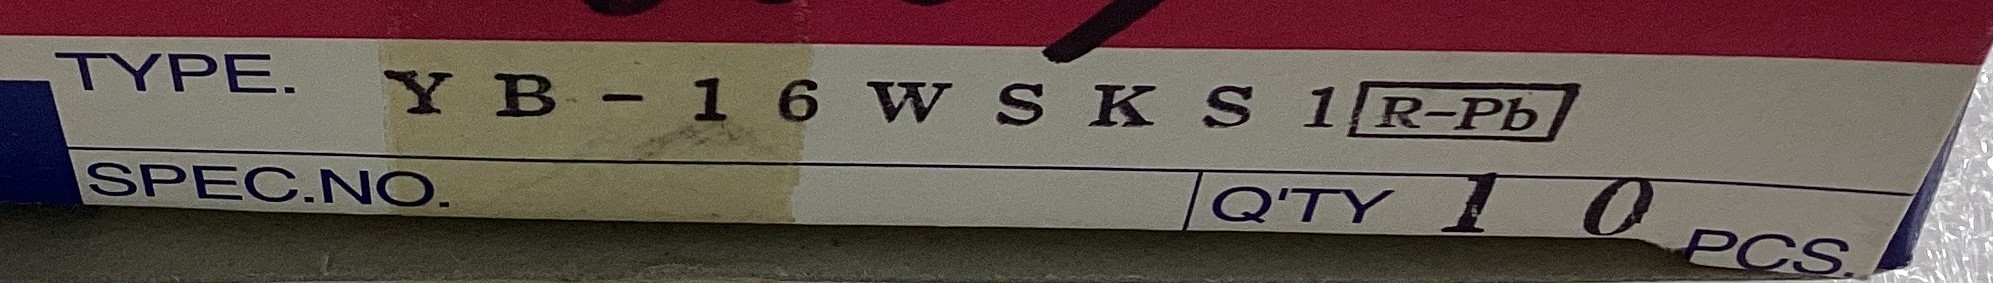 TYPE. YB-16WSKS1 R-Pb
SPEC.NO. Q'TY 10 PCS.